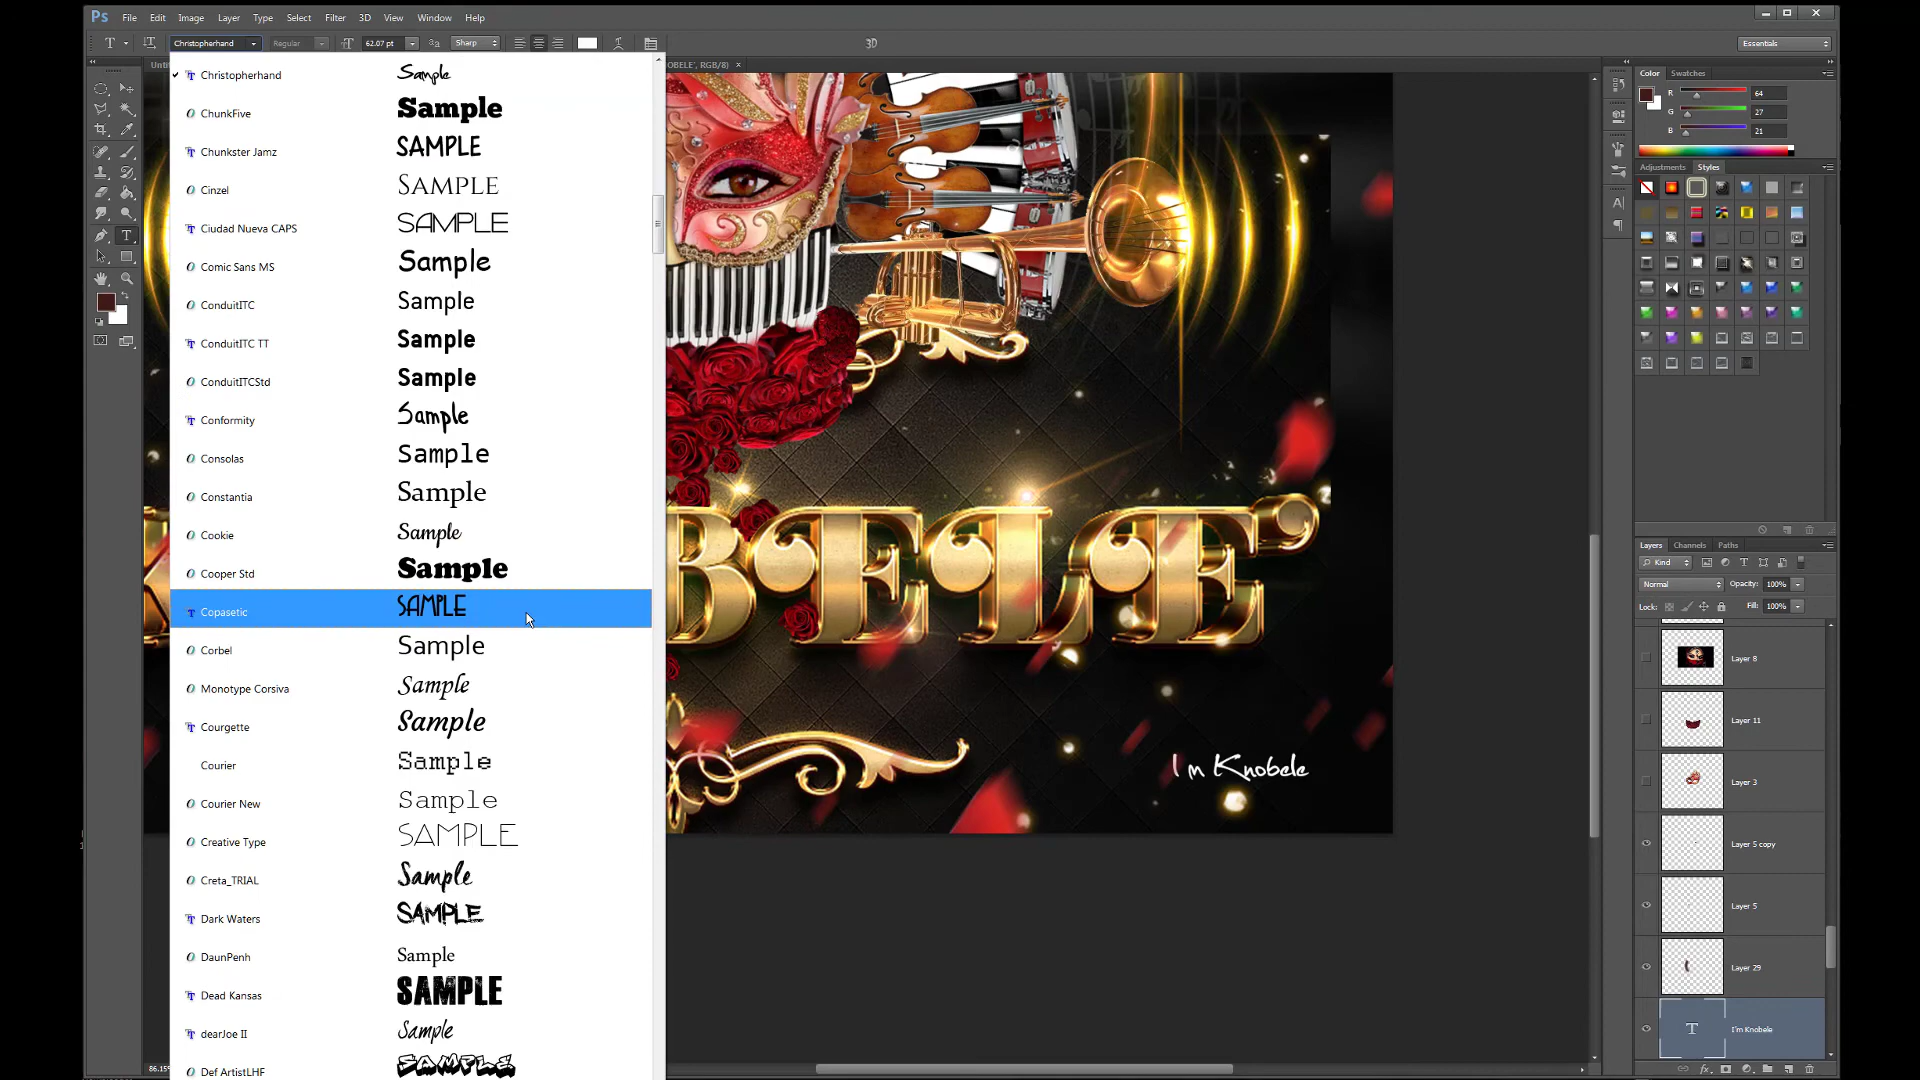 Ps File Edit Image Layer Type Select Filter 3D View Window Help
T Christopherhand Regular 62.07 pt Sharp 3D Essentials
OBELE', RGB/8) ×
Christopherhand Sample
ChunkFive Sample
Chunkster Jamz SAMPLE
Cinzel SAMPLE
Ciudad Nueva CAPS SAMPLE
Comic Sans MS Sample
ConduitITC Sample
ConduitITC TT Sample
ConduitITCStd Sample
Conformity Sample
Consolas Sample
Constantia Sample
Cookie Sample
Cooper Std Sample
Copasetic SAMPLE
Corbel Sample
Monotype Corsiva Sample
Courgette Sample
Courier Sample
Courier New Sample
Creative Type SAMPLE
Creta_TRIAL Sample
Dark Waters SAMPLE
DaunPenh Sample
Dead Kansas SAMPLE
dearJoe II Sample
Def ArtistLHF SAMPLE
BELE'
I'm Knobele
Color Swatches
R 64
G 27
B 21
Adjustments Styles
Layers Channels Paths
Kind
Normal Opacity: 100%
Lock: Fill: 100%
Layer 8
Layer 11
Layer 3
Layer 5 copy
Layer 5
Layer 29
T I'm Knobele
86.15%